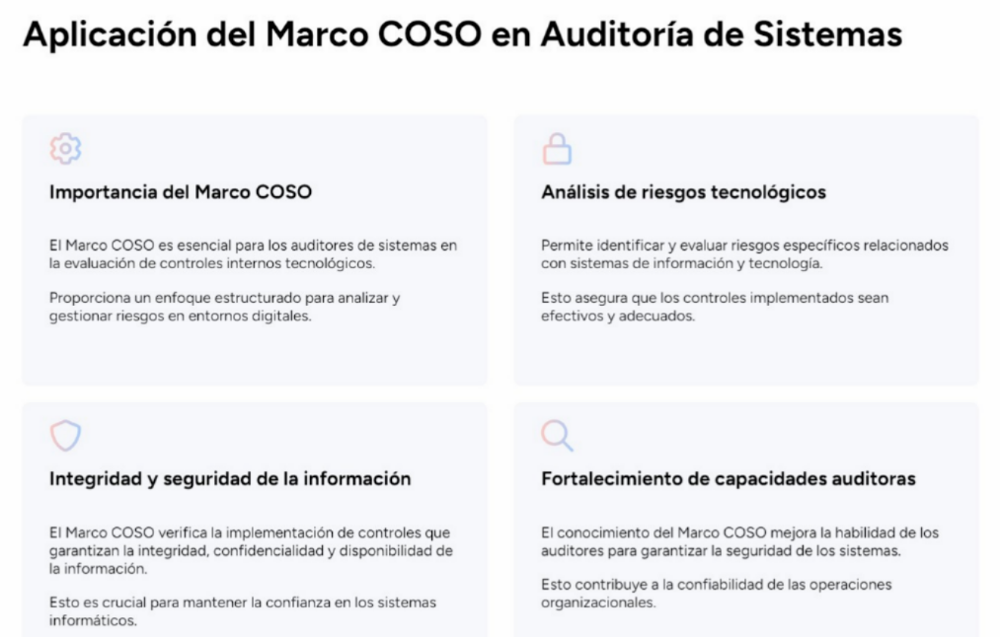 Aplicación del Marco COSO en Auditoría de Sistemas
Importancia del Marco COSO
El Marco COSO es esencial para los auditores de sistemas en
la evaluación de controles internos tecnológicos.
Proporciona un enfoque estructurado para analizar y
gestionar riesgos en entornos digitales.
Análisis de riesgos tecnológicos
Permite identificar y evaluar riesgos específicos relacionados
con sistemas de información y tecnología.
Esto asegura que los controles implementados sean
efectivos y adecuados.
Integridad y seguridad de la información
El Marco COSO verifica la implementación de controles que
garantizan la integridad, confidencialidad y disponibilidad de
la información.
Esto es crucial para mantener la confianza en los sistemas
informáticos.
Fortalecimiento de capacidades auditoras
El conocimiento del Marco COSO mejora la habilidad de los
auditores para garantizar la seguridad de los sistemas.
Esto contribuye a la confiabilidad de las operaciones
organizacionales.